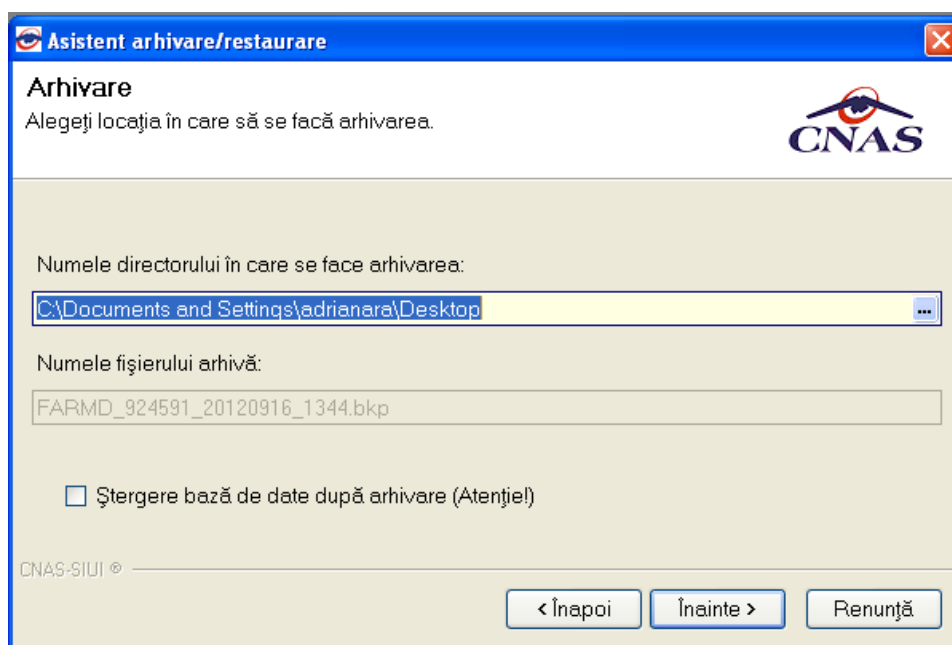 Asistent arhivare/restaurare
Arhivare
Alegeţi locaţia în care să se facă arhivarea.
CNAS
Numele directorului în care se face arhivarea:
C:\Documents and Settings\adrianara\Desktop
...
Numele fişierului arhivă:
FARMD_924591_20120916_1344.bkp
Ştergere bază de date după arhivare (Atenţie!)
CNAS-SIUI ®
< Înapoi Înainte > Renunţă